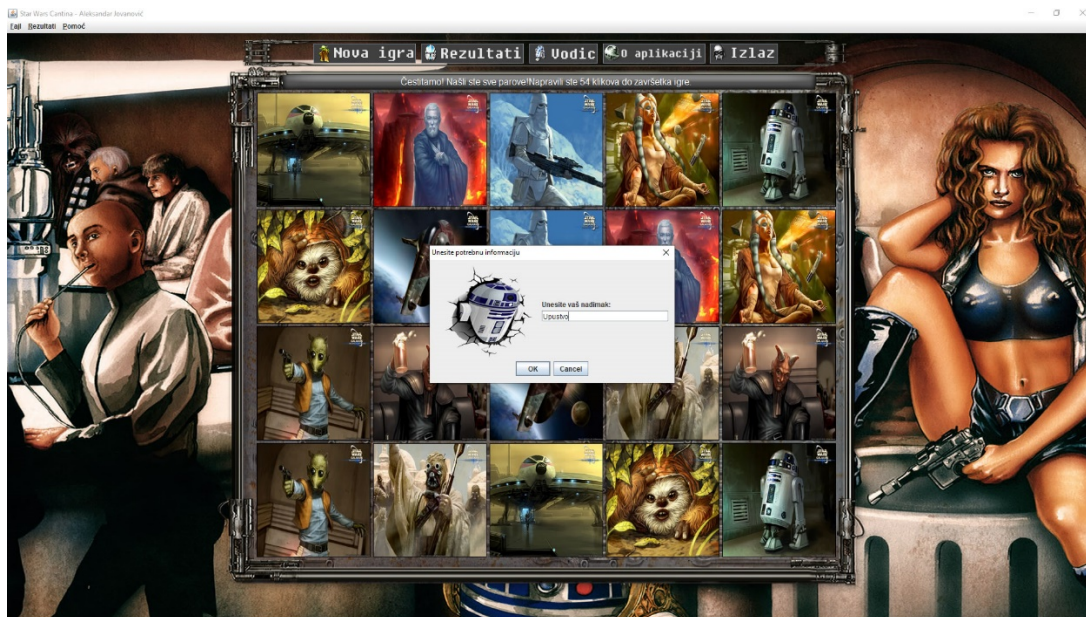 Star Wars Cantina - Aleksandar Jovanović
Fajl Rezultati Pomoć
Nova igra Rezultati Vodic O aplikaciji Izlaz
Čestitamo! Našli ste sve parove!Napravili ste 54 klikova do završetka igre.
Unesite potrebnu informaciju
Unesite vaš nadimak:
Upustvo
OK Cancel